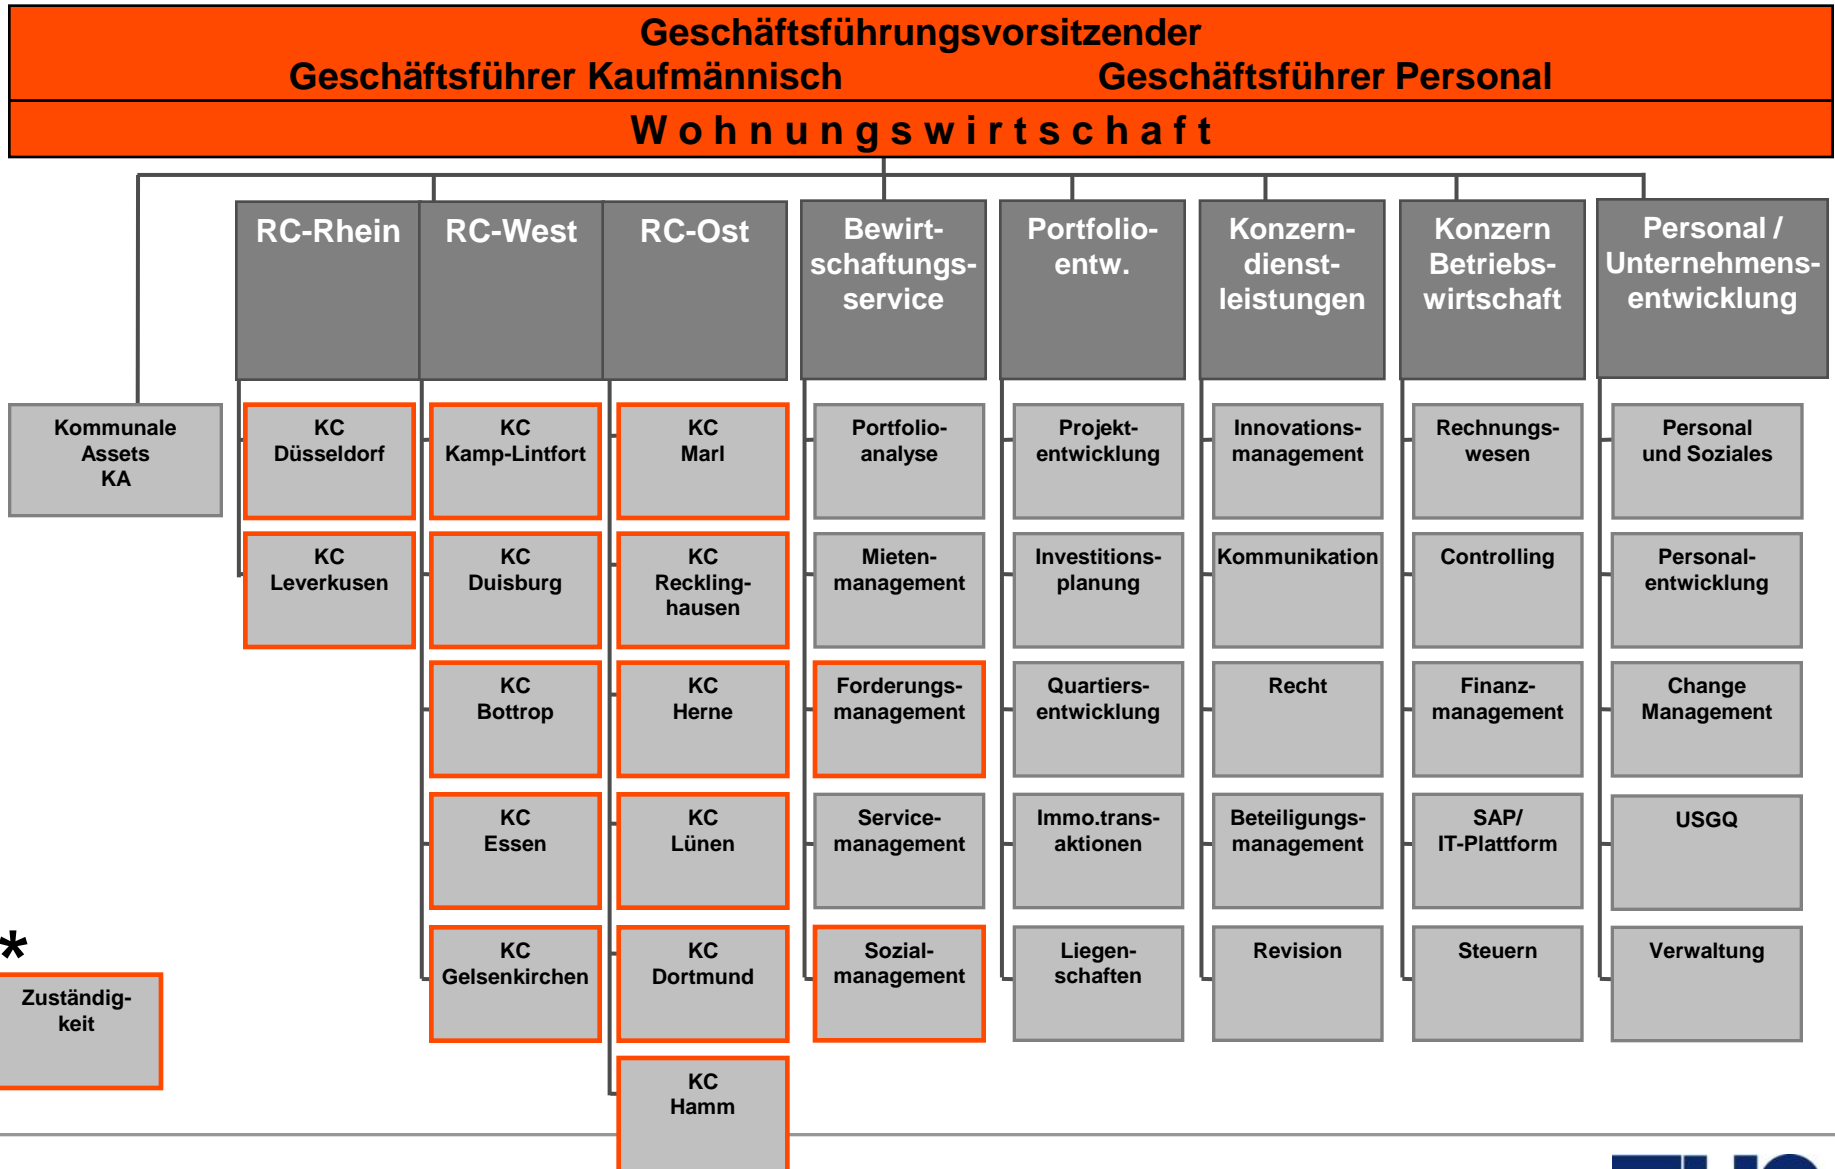 Geschäftsführungsvorsitzender
Geschäftsführer Kaufmännisch Geschäftsführer Personal
Wohnungswirtschaft
RC-Rhein
RC-West
RC-Ost
Bewirt-
schaftungs-
service
Portfolio-
entw.
Konzern-
dienst-
leistungen
Konzern
Betriebs-
wirtschaft
Personal /
Unternehmens-
entwicklung
Kommunale
Assets
KA
KC
Düsseldorf
KC
Kamp-Lintfort
KC
Marl
Portfolio-
analyse
Projekt-
entwicklung
Innovations-
management
Rechnungs-
wesen
Personal
und Soziales
KC
Leverkusen
KC
Duisburg
KC
Reckling-
hausen
Mieten-
management
Investitions-
planung
Kommunikation
Controlling
Personal-
entwicklung
KC
Bottrop
KC
Herne
Forderungs-
management
Quartiers-
entwicklung
Recht
Finanz-
management
Change
Management
KC
Essen
KC
Lünen
Service-
management
Immo.trans-
aktionen
Beteiligungs-
management
SAP/
IT-Plattform
USGQ
KC
Gelsenkirchen
KC
Dortmund
Sozial-
management
Liegen-
schaften
Revision
Steuern
Verwaltung
*
Zuständig-
keit
KC
Hamm